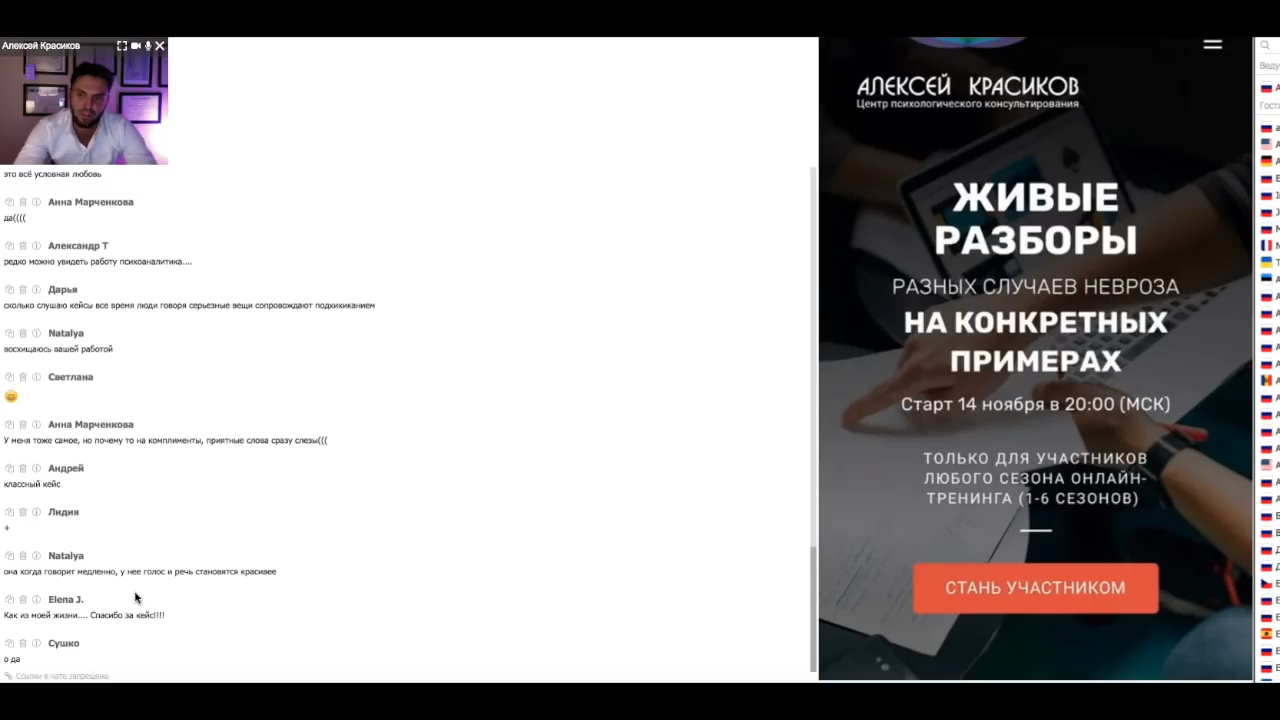 Алексей Красиков
это всё условная любовь
Анна Марченкова
да((((
Александр Т
редко можно увидеть работу психоаналитика....
Дарья
сколько слушаю кейсы все время люди говоря серьезные вещи сопровождают подхихиканием
Natalya
восхищаюсь вашей работой
Светлана
Анна Марченкова
У меня тоже самое, но почему то на комплименты, приятные слова сразу слезы(((
Андрей
классный кейс
Лидия
+
Natalya
она когда говорит медленно, у нее голос и речь становятся красивее
Elena J.
Как из моей жизни.... Спасибо за кейс!!!!
Сушко
о да
Ссылки в чате запрещены
АЛЕКСЕЙ КРАСИКОВ
Центр психологического консультирования
ЖИВЫЕ
РАЗБОРЫ
РАЗНЫХ СЛУЧАЕВ НЕВРОЗА
НА КОНКРЕТНЫХ
ПРИМЕРАХ
Старт 14 ноября в 20:00 (МСК)
ТОЛЬКО ДЛЯ УЧАСТНИКОВ
ЛЮБОГО СЕЗОНА ОНЛАЙН-
ТРЕНИНГА (1-6 СЕЗОНОВ)
СТАНЬ УЧАСТНИКОМ